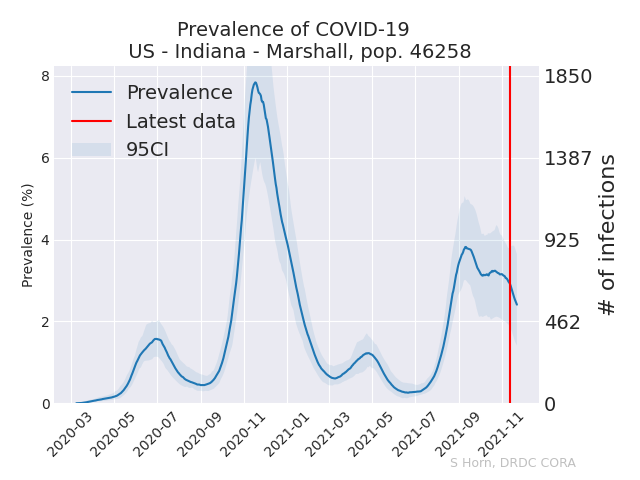 Prevalence of COVID-19
US - Indiana - Marshall, pop. 46258
Prevalence
Latest data
95CI
Prevalence (%)
8
6
4
2
0
1850
1387
925
462
0
# of infections
2020-03
2020-05
2020-07
2020-09
2020-11
2021-01
2021-03
2021-05
2021-07
2021-09
2021-11
S Horn, DRDC CORA